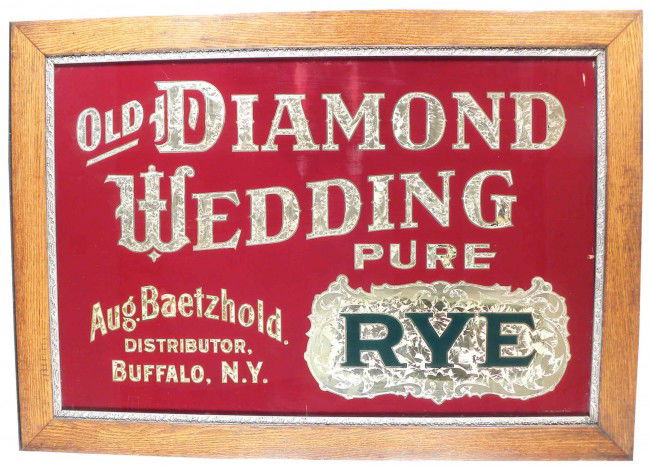 OLD DIAMOND
WEDDING
PURE
RYE
Aug. Baetzhold.
DISTRIBUTOR,
BUFFALO, N.Y.